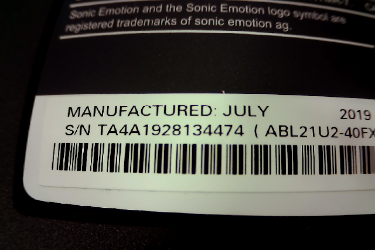 Sonic Emotion and the Sonic Emotion logo symbol are
registered trademarks of sonic emotion ag.
MANUFACTURED: JULY 2019
S/N TA4A1928134474 ( ABL21U2-40FX